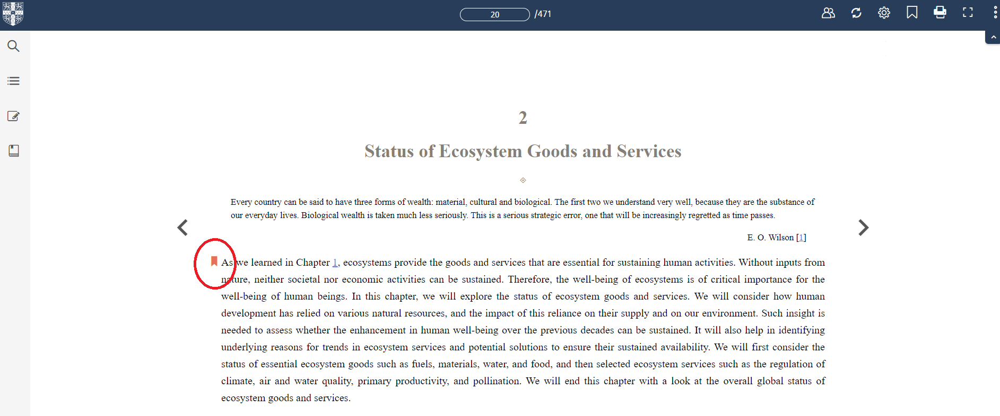 20 /471
2
Status of Ecosystem Goods and Services
Every country can be said to have three forms of wealth: material, cultural and biological. The first two we understand very well, because they are the substance of
our everyday lives. Biological wealth is taken much less seriously. This is a serious strategic error, one that will be increasingly regretted as time passes.
E. O. Wilson [1]
As we learned in Chapter 1, ecosystems provide the goods and services that are essential for sustaining human activities. Without inputs from
nature, neither societal nor economic activities can be sustained. Therefore, the well-being of ecosystems is of critical importance for the
well-being of human beings. In this chapter, we will explore the status of ecosystem goods and services. We will consider how human
development has relied on various natural resources, and the impact of this reliance on their supply and on our environment. Such insight is
needed to assess whether the enhancement in human well-being over the previous decades can be sustained. It will also help in identifying
underlying reasons for trends in ecosystem services and potential solutions to ensure their sustained availability. We will first consider the
status of essential ecosystem goods such as fuels, materials, water, and food, and then selected ecosystem services such as the regulation of
climate, air and water quality, primary productivity, and pollination. We will end this chapter with a look at the overall global status of
ecosystem goods and services.